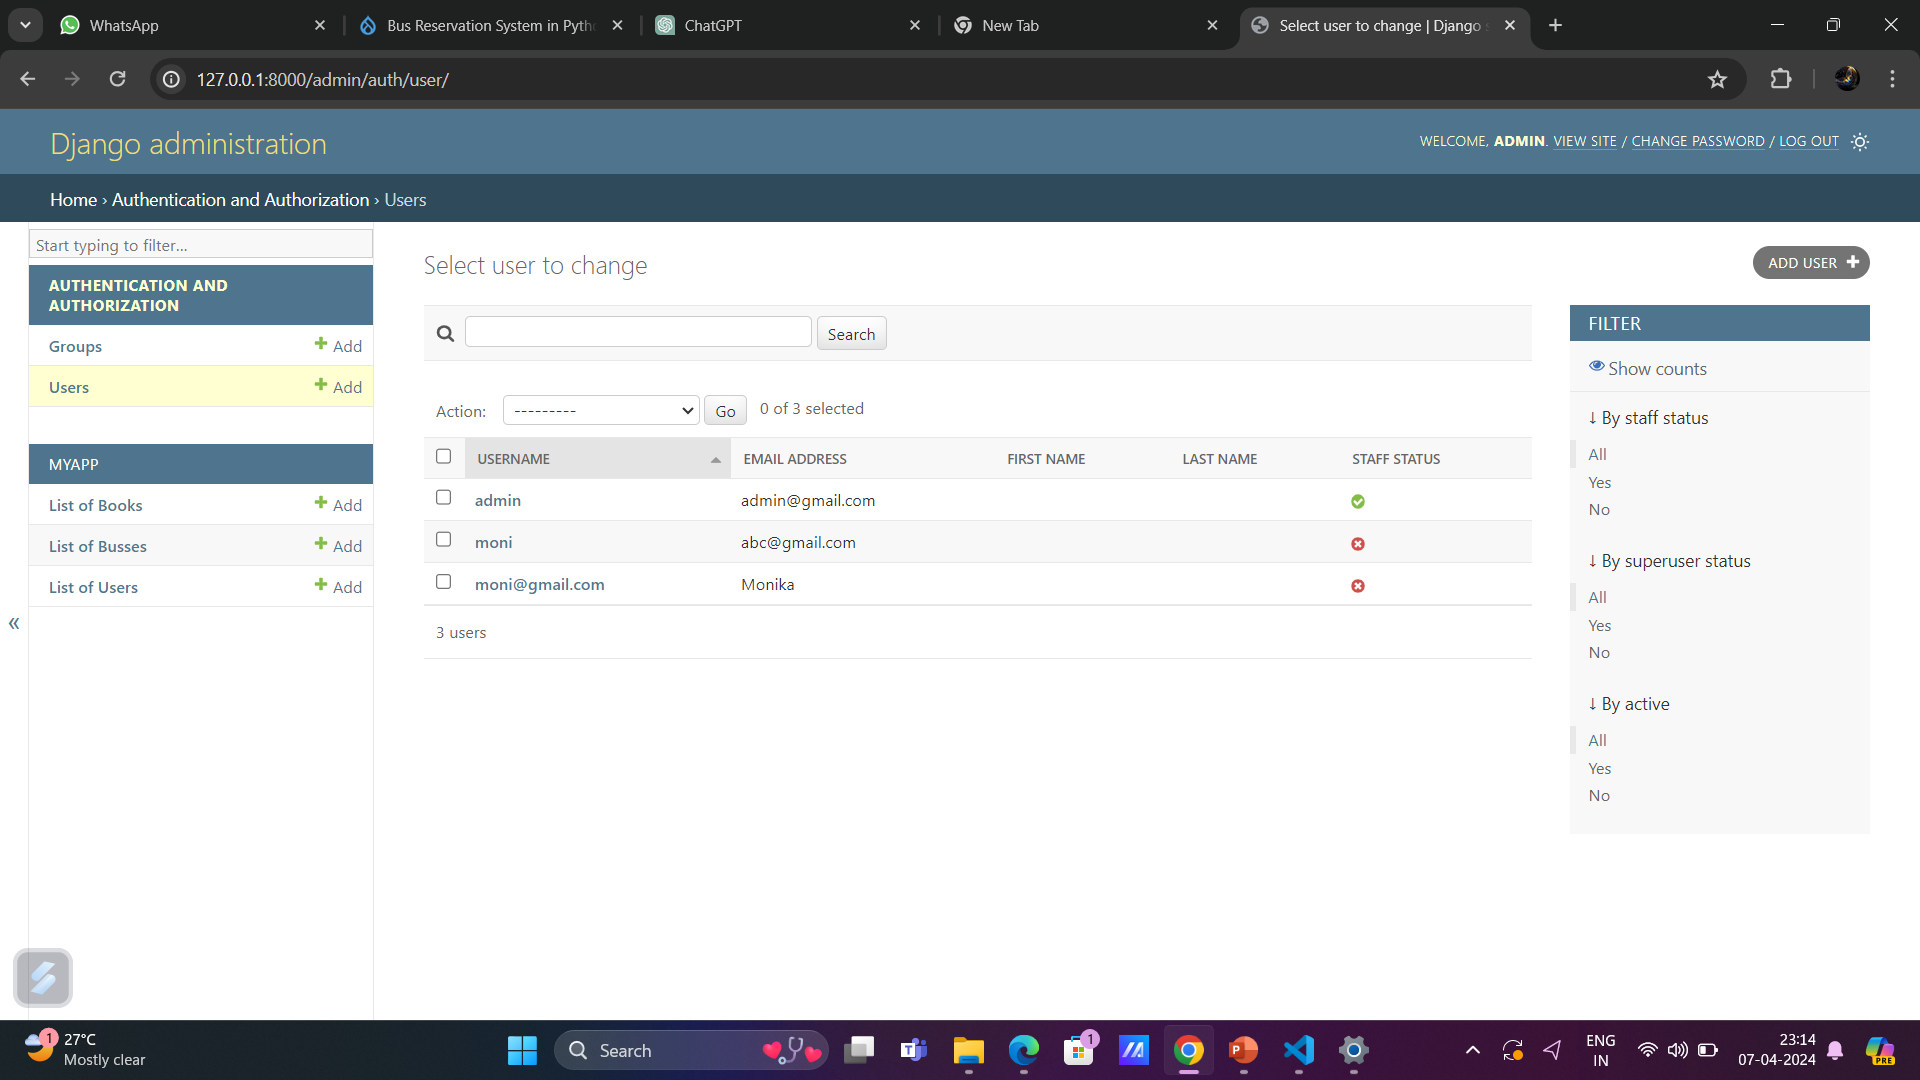 WhatsApp
Bus Reservation System in Pyth
ChatGPT
New Tab
Select user to change | Django s
127.0.0.1:8000/admin/auth/user/
Django administration
WELCOME, ADMIN. VIEW SITE / CHANGE PASSWORD / LOG OUT
Home › Authentication and Authorization › Users
Start typing to filter...
AUTHENTICATION AND
AUTHORIZATION
Groups + Add
Users + Add
MYAPP
List of Books + Add
List of Busses + Add
List of Users + Add
«
Select user to change
ADD USER +
Search
Action: --------- Go 0 of 3 selected
USERNAME EMAIL ADDRESS FIRST NAME LAST NAME STAFF STATUS
admin admin@gmail.com
moni abc@gmail.com
moni@gmail.com Monika
3 users
FILTER
Show counts
↓ By staff status
All
Yes
No
↓ By superuser status
All
Yes
No
↓ By active
All
Yes
No
1
27°C
Mostly clear
Search
1
ENG
IN
23:14
07-04-2024
PRE